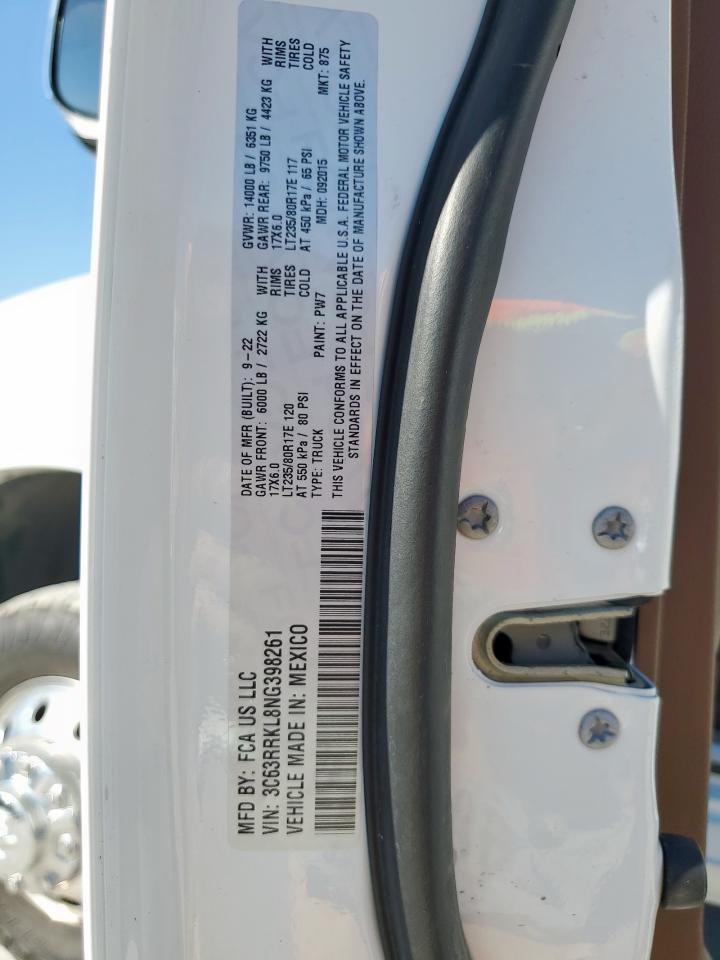 MFD BY: FCA US LLC
VIN: 3C63RRKL8NG398261
VEHICLE MADE IN: MEXICO
DATE OF MFR (BUILT): 9-22 GVWR: 14000 LB / 6351 KG
GAWR FRONT: 6000 LB / 2722 KG WITH GAWR REAR: 9750 LB / 4423 KG WITH
17X6.0 RIMS 17X6.0 RIMS
LT235/80R17E 120 TIRES LT235/80R17E 117 TIRES
AT 550 kPa / 80 PSI COLD AT 450 kPa / 65 PSI COLD
TYPE: TRUCK PAINT: PW7 MDH: 092015 MKT: 875
THIS VEHICLE CONFORMS TO ALL APPLICABLE U.S.A. FEDERAL MOTOR VEHICLE SAFETY
STANDARDS IN EFFECT ON THE DATE OF MANUFACTURE SHOWN ABOVE.